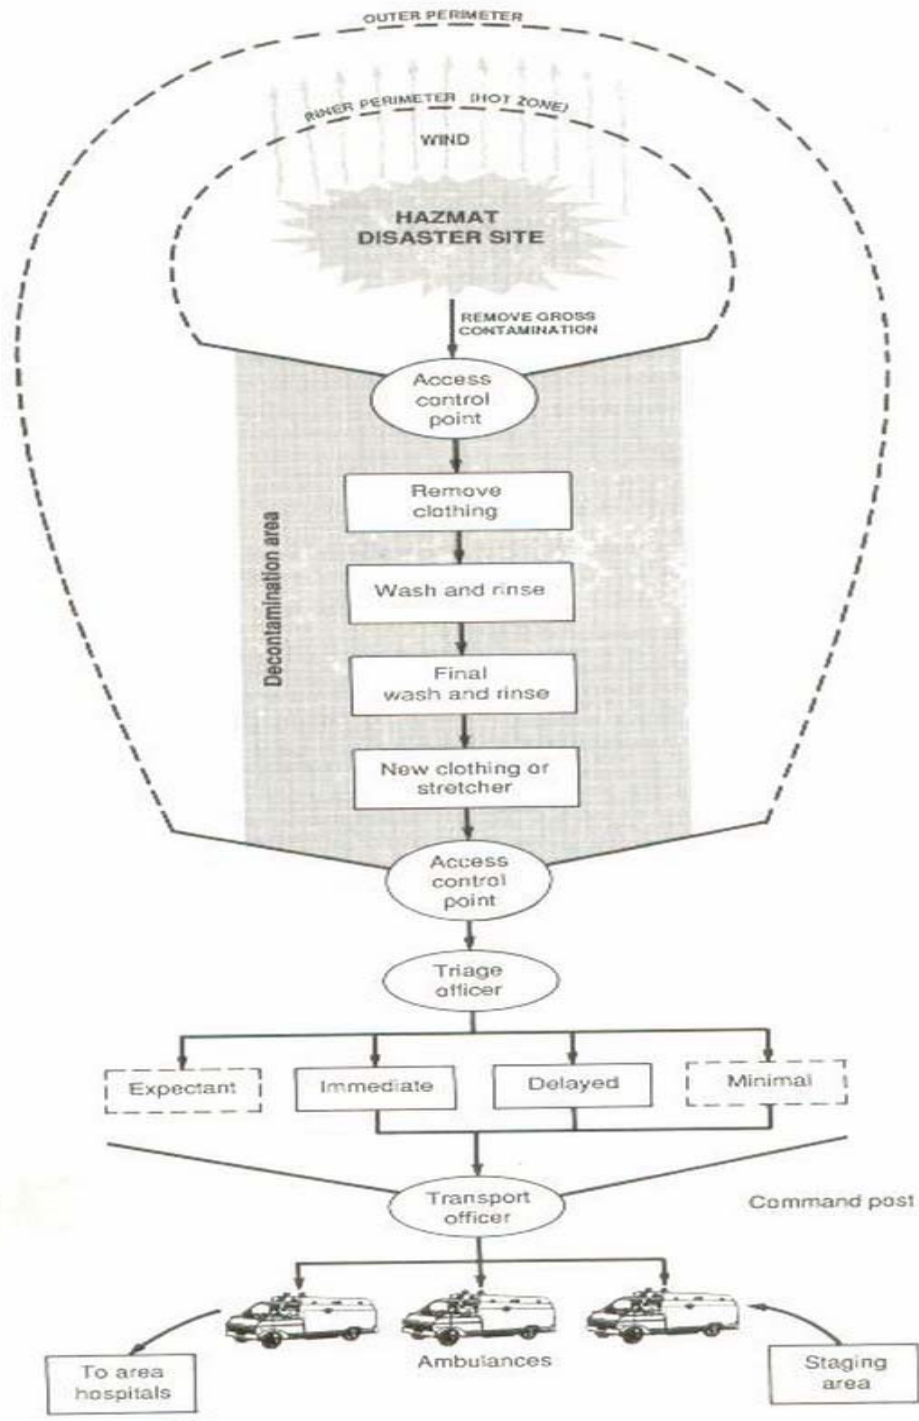 OUTER PERIMETER
INNER PERIMETER (HOT ZONE)
WIND
HAZMAT
DISASTER SITE
REMOVE GROSS
CONTAMINATION
Access
control
point
Decontamination area
Remove
clothing
Wash and rinse
Final
wash and rinse
New clothing or
stretcher
Access
control
point
Triage
officer
Expectant
Immediate
Delayed
Minimal
Transport
officer
Command post
Ambulances
To area
hospitals
Staging
area